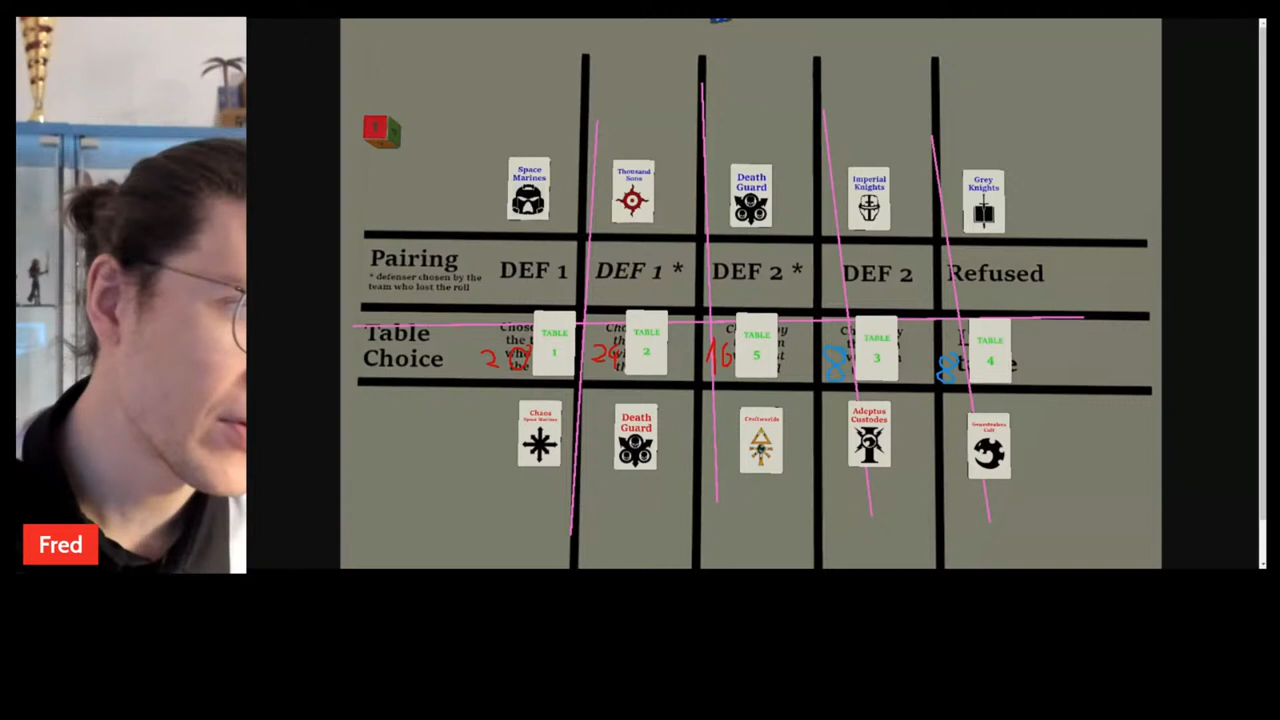 Space
Marines
Thousand
Sons
Death
Guard
Imperial
Knights
Grey
Knights
Pairing
* defenser chosen by the
team who lost the roll
DEF 1
DEF 1 *
DEF 2 *
DEF 2
Refused
Table
Choice
TABLE
1
24
TABLE
2
16
TABLE
5
TABLE
3
TABLE
4
Chaos
Space Marines
Death
Guard
Craftworlds
Adeptus
Custodes
Genestealers
Cult
Fred